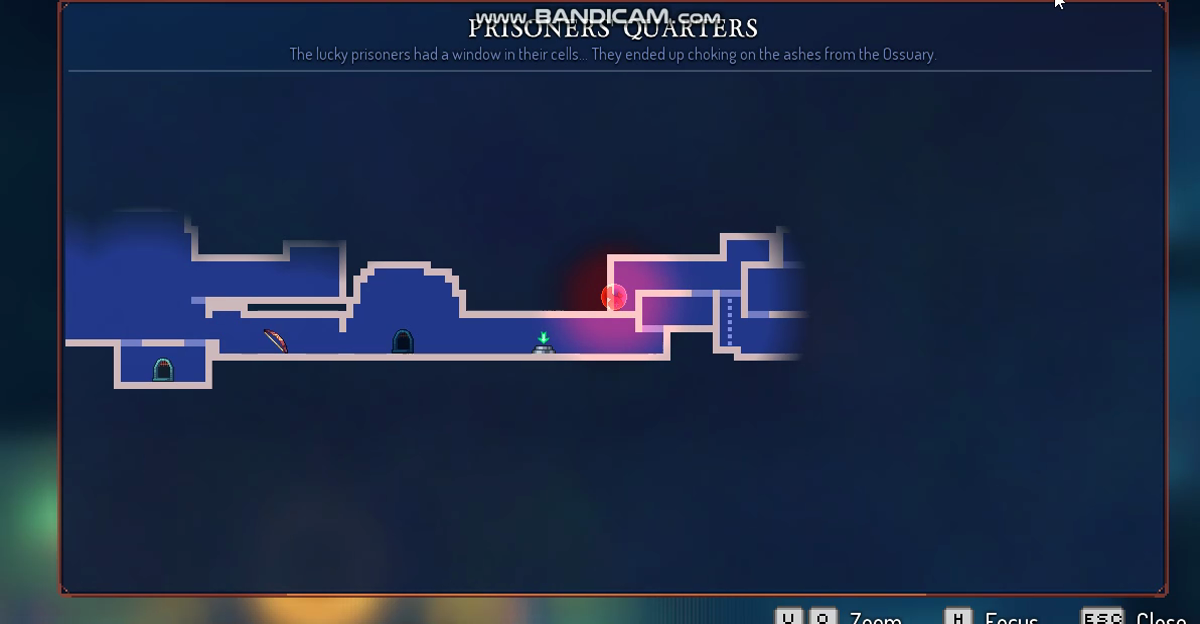 www.BANDICAM.com
PRISONERS' QUARTERS
The lucky prisoners had a window in their cells... They ended up choking on the ashes from the Ossuary.
Zoom H Focus ESC Close